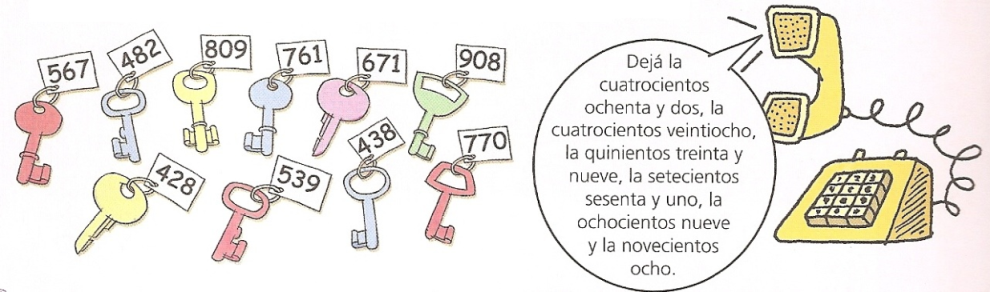 567
482
809
761
671
908
428
539
438
770
Dejá la
cuatrocientos
ochenta y dos, la
cuatrocientos veintiocho,
la quinientos treinta y
nueve, la setecientos
sesenta y uno, la
ochocientos nueve
y la novecientos
ocho.